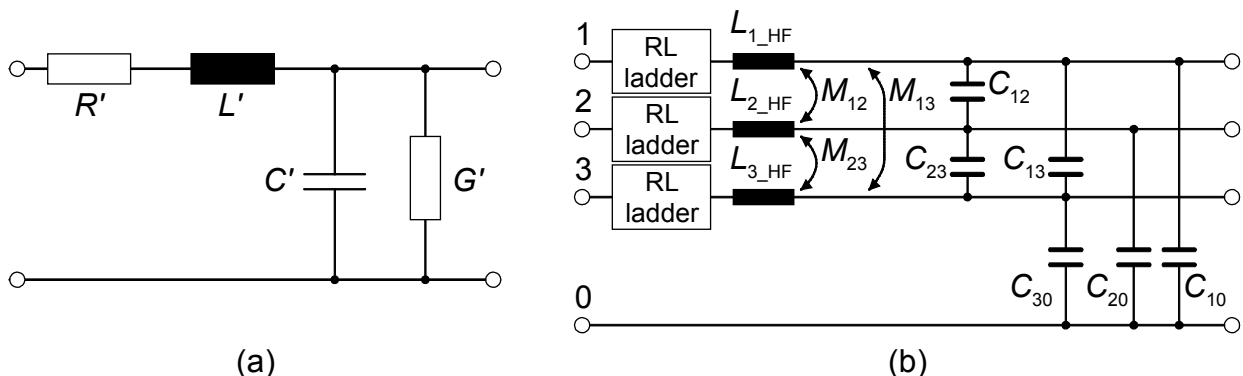 R′ L′
C′ G′
(a)
1 RL ladder L1_HF
2 RL ladder L2_HF
3 RL ladder L3_HF
M12 M13
M23
C12
C23 C13
C30 C20 C10
0
(b)